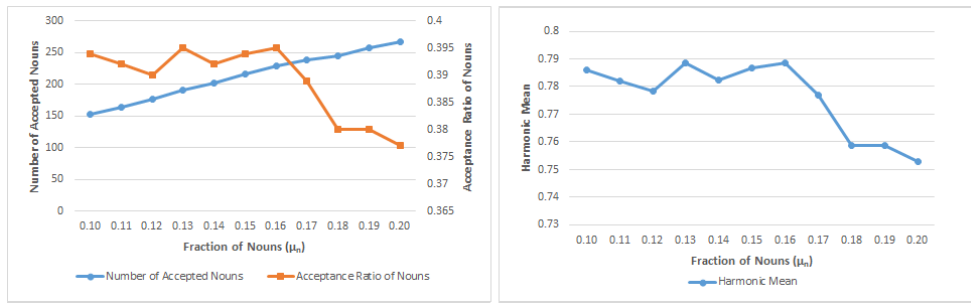 300
250
200
150
100
50
0
Number of Accepted Nouns
0.4
0.395
0.39
0.385
0.38
0.375
0.37
0.365
Acceptance Ratio of Nouns
0.10 0.11 0.12 0.13 0.14 0.15 0.16 0.17 0.18 0.19 0.20
Fraction of Nouns (μn)
Number of Accepted Nouns Acceptance Ratio of Nouns
0.8
0.79
0.78
0.77
0.76
0.75
0.74
0.73
Harmonic Mean
0.10 0.11 0.12 0.13 0.14 0.15 0.16 0.17 0.18 0.19 0.20
Fraction of Nouns (μn)
Harmonic Mean